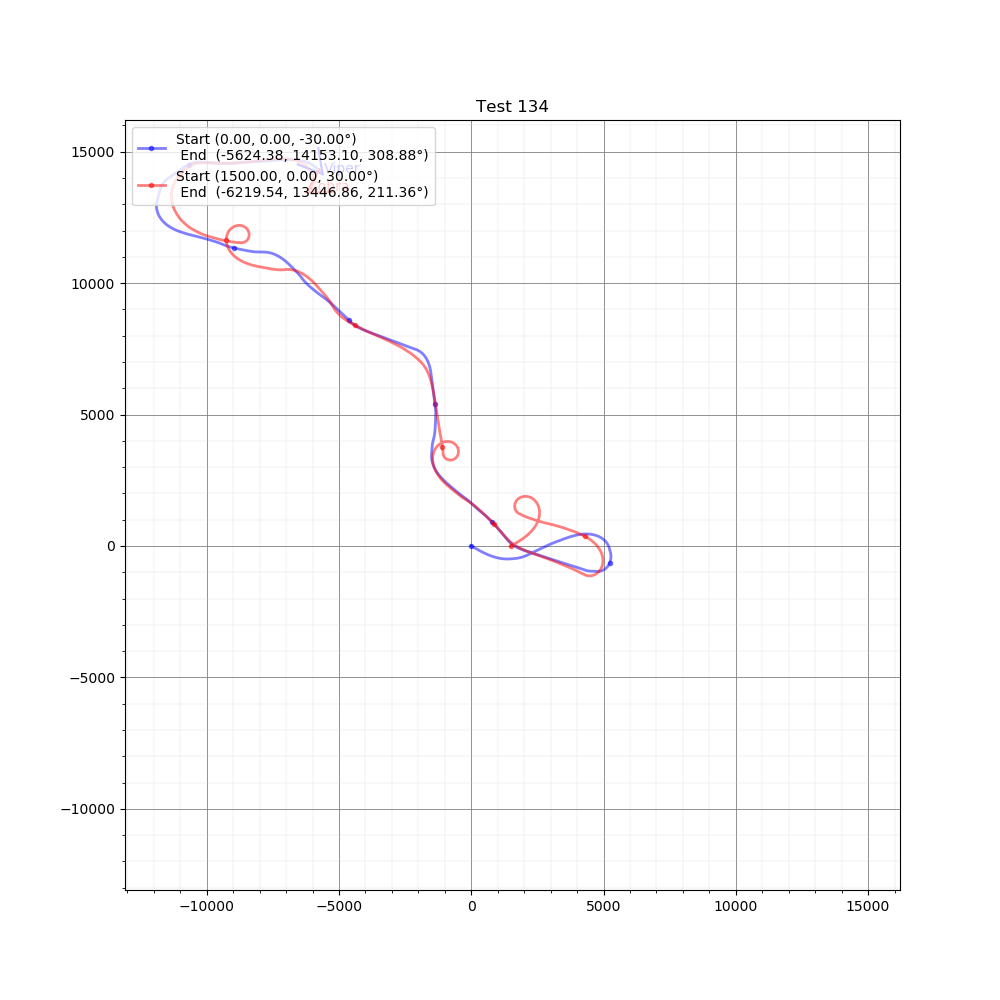 Test 134
Start (0.00, 0.00, -30.00°)
End (-5624.38, 14153.10, 308.88°)
Start (1500.00, 0.00, 30.00°)
End (-6219.54, 13446.86, 211.36°)
Viper
15000
10000
5000
0
−5000
−10000
−10000
−5000
0
5000
10000
15000